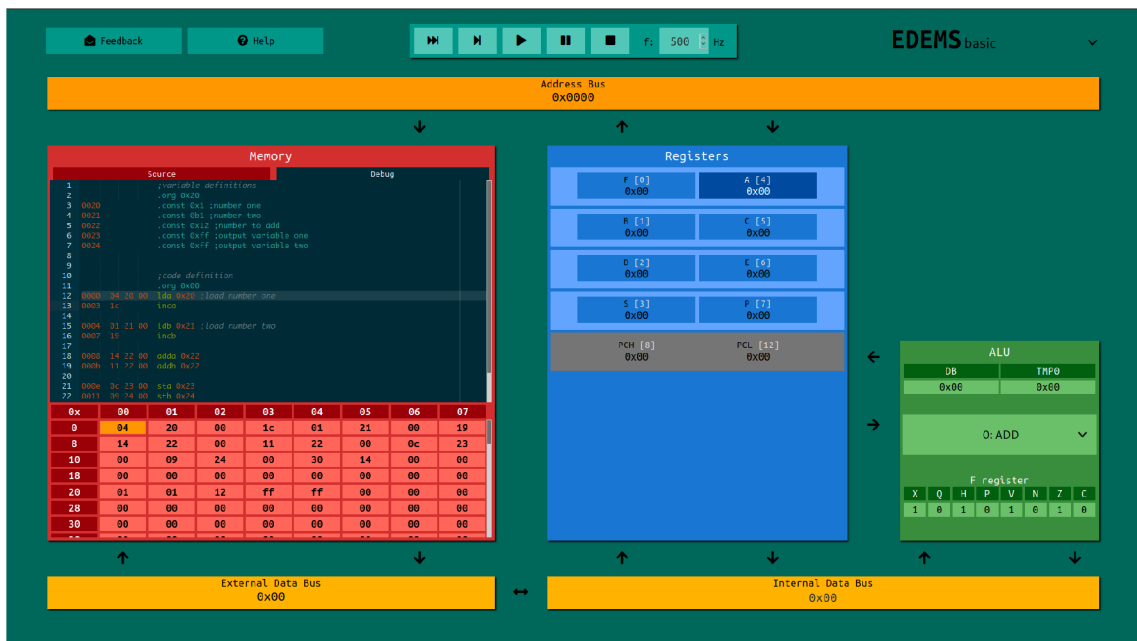 Feedback
Help
f: 500 Hz
EDEMS basic
Address Bus
0x0000
Memory
Source Debug
1 ;variable definitions
2 .org 0x20
3 0020 .const 0x1 ;number one
4 0021 .const 0b1 ;number two
5 0022 .const 0x12 ;number to add
6 0023 .const 0xff ;output variable one
7 0024 .const 0xff ;output variable two
8
9
10 ;code definition
11 .org 0x00
12 0000 04 20 00 lda 0x20 ;load number one
13 0003 1c inca
14
15 0004 01 21 00 ldb 0x21 ;load number two
16 0007 19 incb
17
18 0008 14 22 00 adda 0x22
19 000b 11 22 00 addb 0x22
20
21 000e 0c 23 00 sta 0x23
22 0011 09 24 00 stb 0x24
0x 00 01 02 03 04 05 06 07
0 04 20 00 1c 01 21 00 19
8 14 22 00 11 22 00 0c 23
10 00 09 24 00 30 14 00 00
18 00 00 00 00 00 00 00 00
20 01 01 12 ff ff 00 00 00
28 00 00 00 00 00 00 00 00
30 00 00 00 00 00 00 00 00
Registers
F [0] A [4]
0x00 0x00
B [1] C [5]
0x00 0x00
D [2] E [6]
0x00 0x00
S [3] P [7]
0x00 0x00
PCH [8] PCL [12]
0x00 0x00
ALU
DB TMP0
0x00 0x00
0: ADD
F register
X Q H P V N Z C
1 0 1 0 1 0 1 0
External Data Bus
0x00
Internal Data Bus
0x00